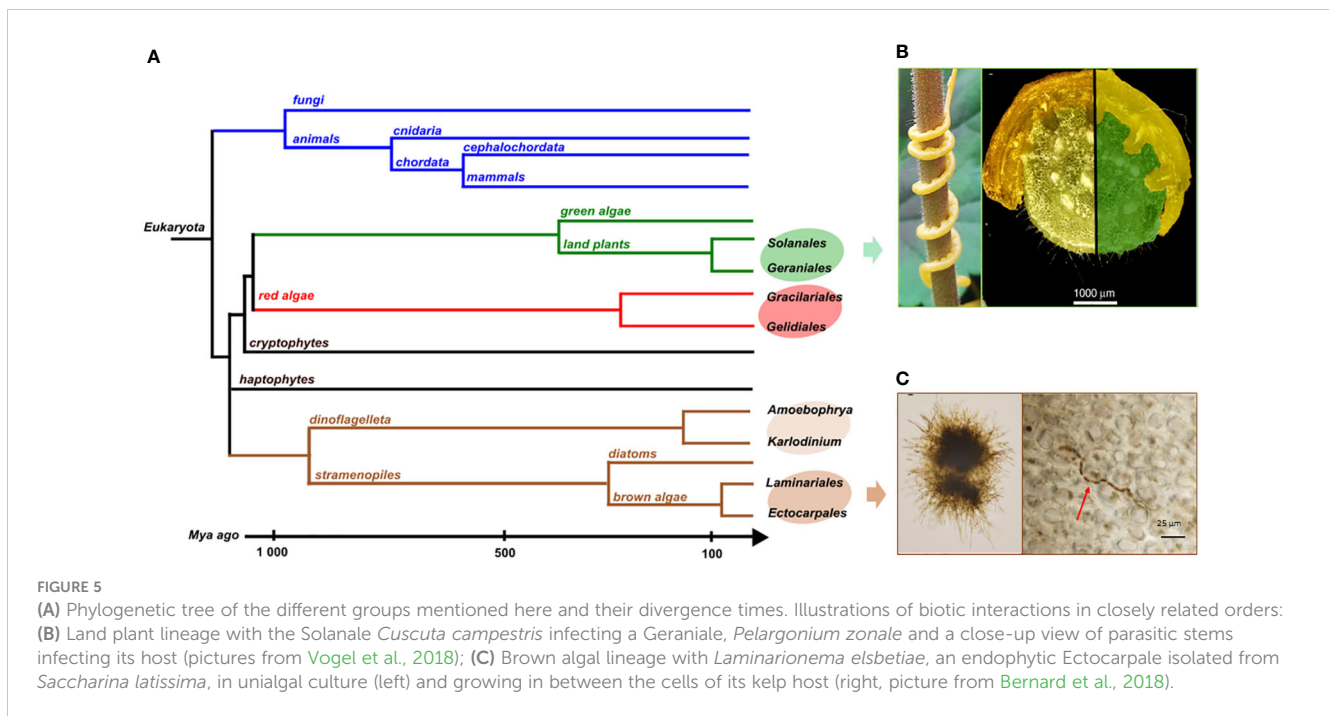 (A)
fungi
animals
cnidaria
chordata
cephalochordata
mammals
Eukaryota
green algae
land plants
Solanales
Geraniales
red algae
Gracilariales
Gelidiales
cryptophytes
haptophytes
dinoflagelleta
Amoebophrya
Karlodinium
stramenopiles
diatoms
brown algae
Laminariales
Ectocarpales
Mya ago
1 000
500
100
B
1000 µm
C
25 µm
FIGURE 5
(A) Phylogenetic tree of the different groups mentioned here and their divergence times. Illustrations of biotic interactions in closely related orders:
(B) Land plant lineage with the Solanale Cuscuta campestris infecting a Geraniale, Pelargonium zonale and a close-up view of parasitic stems
infecting its host (pictures from Vogel et al., 2018); (C) Brown algal lineage with Laminarionema elsbetiae, an endophytic Ectocarpale isolated from
Saccharina latissima, in unialgal culture (left) and growing in between the cells of its kelp host (right, picture from Bernard et al., 2018).